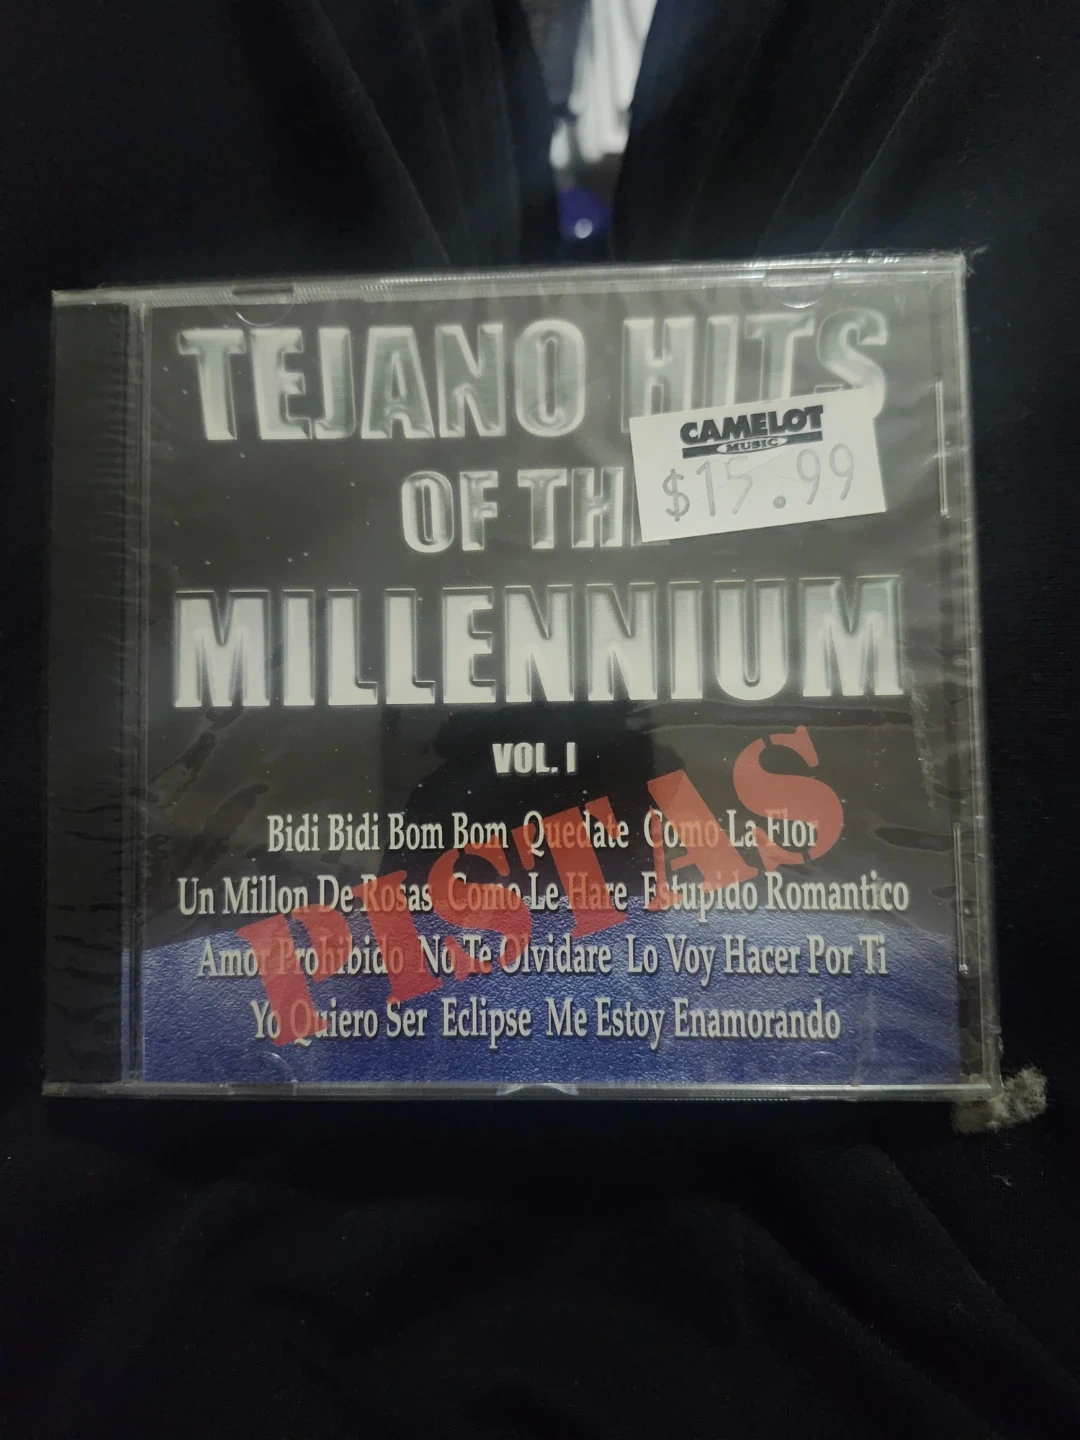 TEJANO HITS
CAMELOT
MUSIC
$15.99
OF THE
MILLENNIUM
VOL. I
PISTAS
Bidi Bidi Bom Bom Quedate Como La Flor
Un Millon De Rosas Como Le Hare Estupido Romantico
Amor Prohibido No Te Olvidare Lo Voy Hacer Por Ti
Yo Quiero Ser Eclipse Me Estoy Enamorando